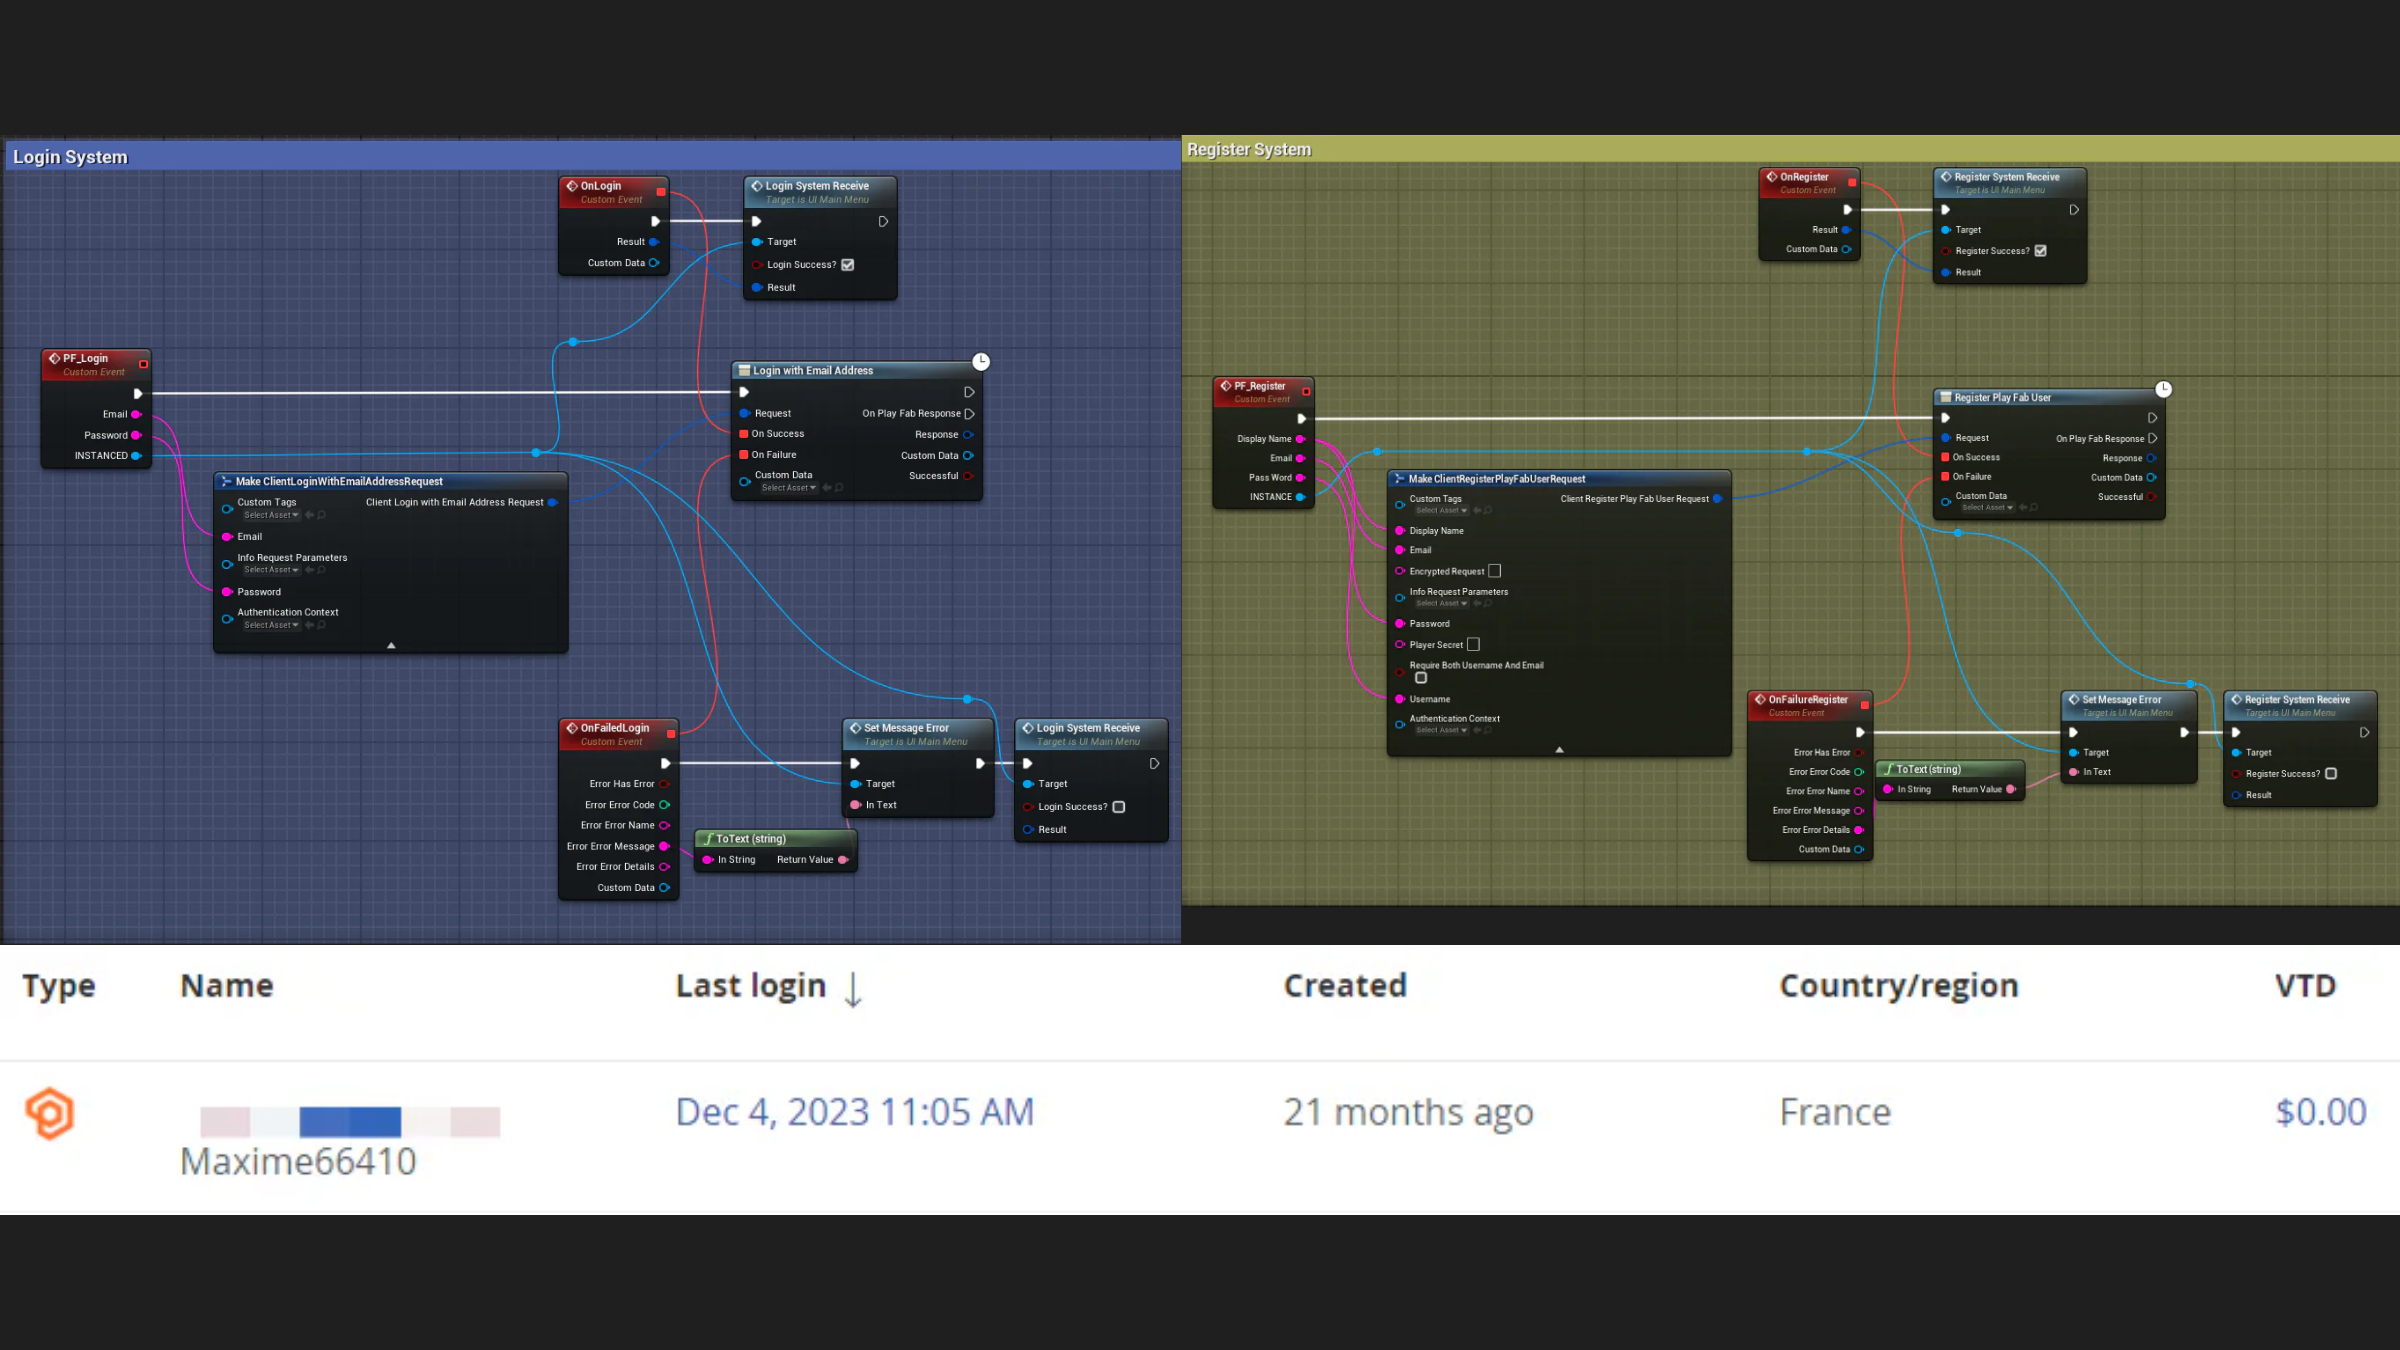 Login System
OnLogin
Custom Event
Result
Custom Data
Login System Receive
Target is UI Main Menu
Target
Login Success?
Result
PF_Login
Custom Event
Email
Password
INSTANCED
Login with Email Address
Request
On Play Fab Response
On Success
Response
On Failure
Custom Data
Custom Data
Select Asset
Successful
Make ClientLoginWithEmailAddressRequest
Custom Tags
Client Login with Email Address Request
Select Asset
Email
Info Request Parameters
Select Asset
Password
Authentication Context
Select Asset
OnFailedLogin
Custom Event
Error Has Error
Error Error Code
Error Error Name
Error Error Message
Error Error Details
Custom Data
ToText (string)
In String
Return Value
Set Message Error
Target is UI Main Menu
Target
In Text
Login System Receive
Target is UI Main Menu
Target
Login Success?
Result
Register System
OnRegister
Custom Event
Result
Custom Data
Register System Receive
Target is UI Main Menu
Target
Register Success?
Result
PF_Register
Custom Event
Display Name
Email
Pass Word
INSTANCE
Register Play Fab User
Request
On Play Fab Response
On Success
Response
On Failure
Custom Data
Custom Data
Select Asset
Successful
Make ClientRegisterPlayFabUserRequest
Custom Tags
Client Register Play Fab User Request
Select Asset
Display Name
Email
Encrypted Request
Info Request Parameters
Select Asset
Password
Player Secret
Require Both Username And Email
Username
Authentication Context
Select Asset
OnFailureRegister
Custom Event
Error Has Error
Error Error Code
Error Error Name
Error Error Message
Error Error Details
Custom Data
ToText (string)
In String
Return Value
Set Message Error
Target is UI Main Menu
Target
In Text
Register System Receive
Target is UI Main Menu
Target
Register Success?
Result
Type Name Last login ↓ Created Country/region VTD
Dec 4, 2023 11:05 AM 21 months ago France $0.00
Maxime66410